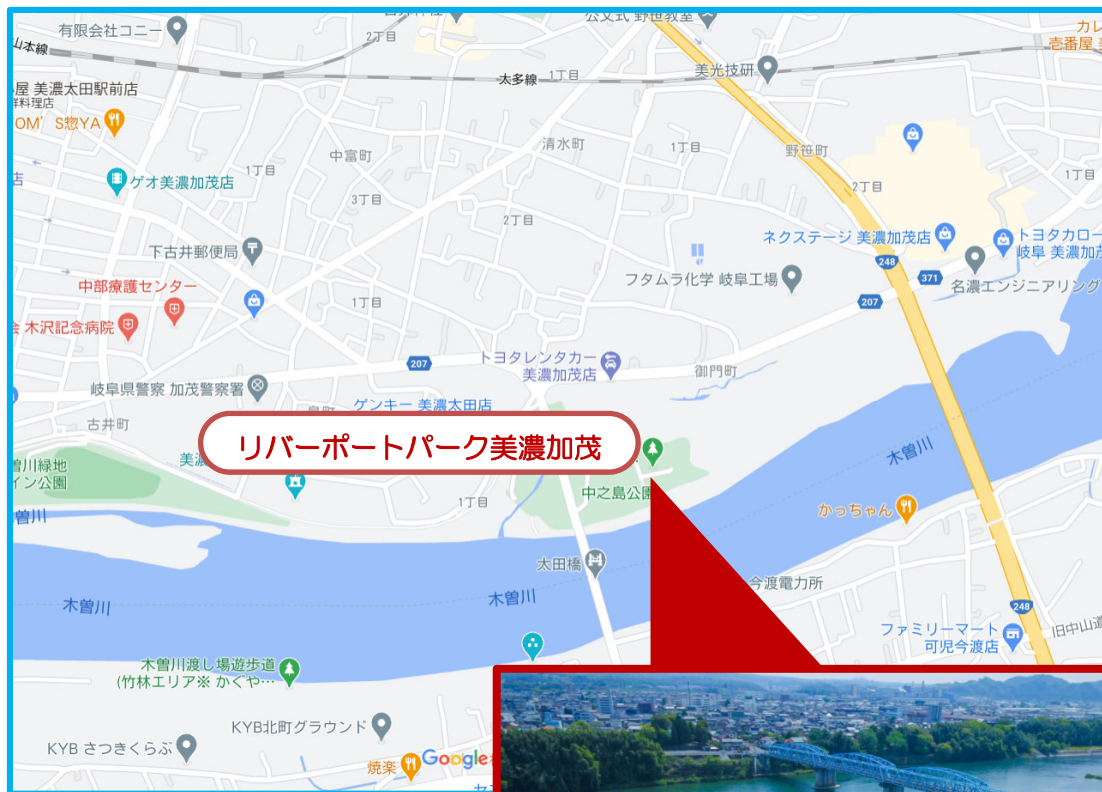 有限会社コニー
2丁目
公文式 野笹教室
山本線
太多線
1丁目
美光技研
カレ
壱番屋
屋 美濃太田駅前店
OM'S惣YA
中富町
清水町
1丁目
野笹町
1丁目
ゲオ美濃加茂店
3丁目
2丁目
2丁目
1丁目
下古井郵便局
ネクステージ 美濃加茂店
トヨタカロー
岐阜 美濃加茂
248
371
中部療護センター
フタムラ化学 岐阜工場
名濃エンジニアリング
1丁目
207
会 木沢記念病院
207
トヨタレンタカー
美濃加茂店
御門町
岐阜県警察 加茂警察署
ゲンキー 美濃太田店
古井町
リバーポートパーク美濃加茂
木曽川
曽川緑地
イン公園
中之島公園
1丁目
かっちゃん
曽川
太田橋
今渡電力所
木曽川
木曽川
248
ファミリーマート
可児今渡店
旧中山道
木曽川渡し場遊歩道
(竹林エリア※ かぐや…
KYB北町グラウンド
KYB さつきくらぶ
焼楽
Google